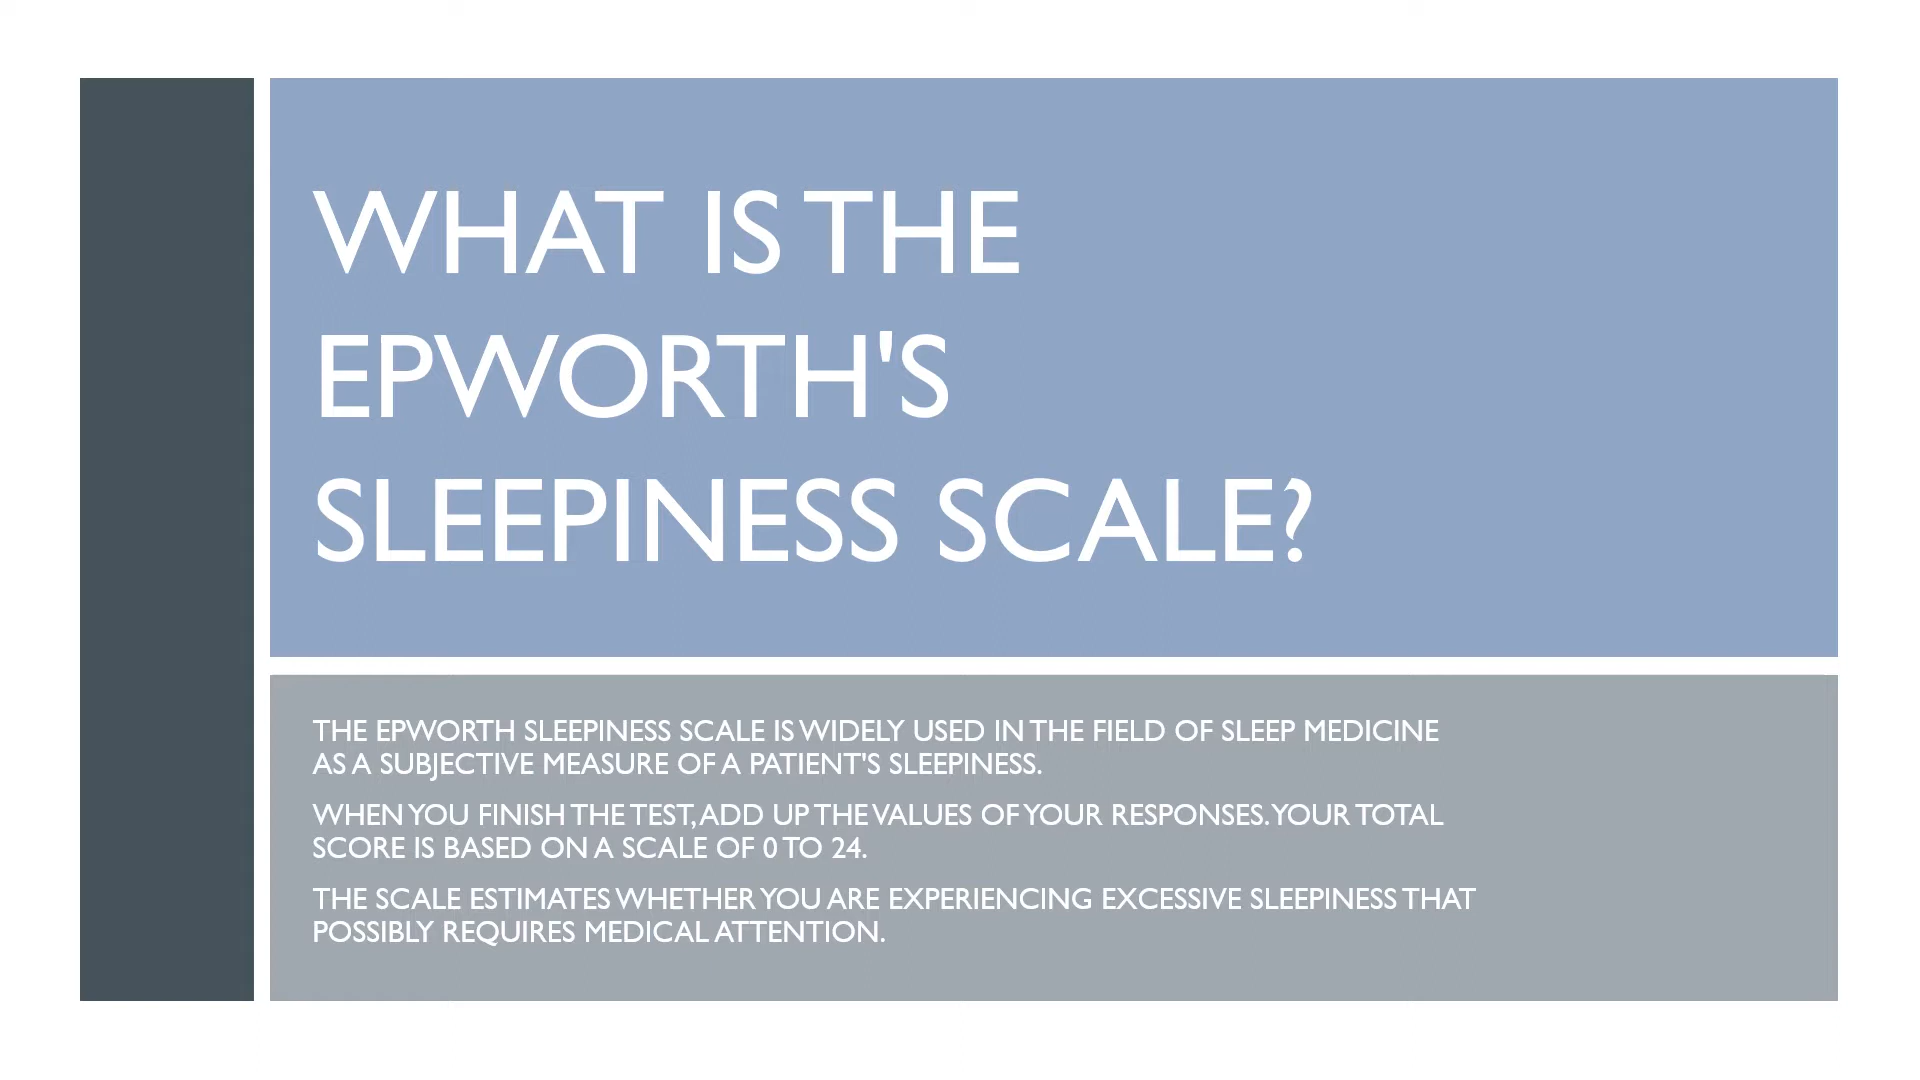 WHAT IS THE
EPWORTH'S
SLEEPINESS SCALE?
THE EPWORTH SLEEPINESS SCALE IS WIDELY USED IN THE FIELD OF SLEEP MEDICINE
AS A SUBJECTIVE MEASURE OF A PATIENT'S SLEEPINESS.
WHEN YOU FINISH THE TEST, ADD UP THE VALUES OF YOUR RESPONSES. YOUR TOTAL
SCORE IS BASED ON A SCALE OF 0 TO 24.
THE SCALE ESTIMATES WHETHER YOU ARE EXPERIENCING EXCESSIVE SLEEPINESS THAT
POSSIBLY REQUIRES MEDICAL ATTENTION.